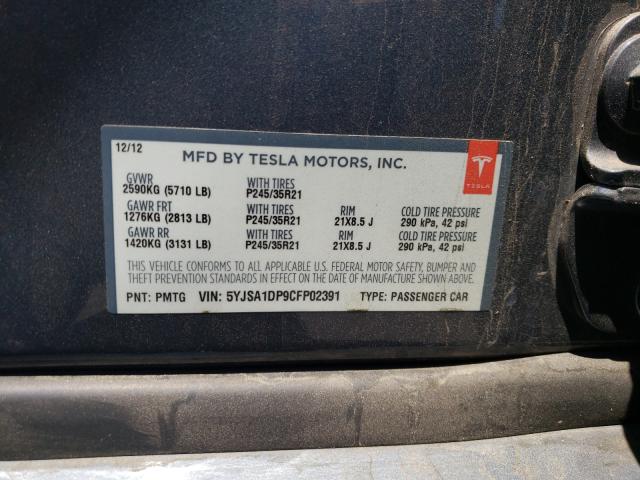 12/12
MFD BY TESLA MOTORS, INC.
TESLA
GVWR WITH TIRES
2590KG (5710 LB) P245/35R21
GAWR FRT WITH TIRES RIM COLD TIRE PRESSURE
1276KG (2813 LB) P245/35R21 21X8.5 J 290 kPa, 42 psi
GAWR RR WITH TIRES RIM COLD TIRE PRESSURE
1420KG (3131 LB) P245/35R21 21X8.5 J 290 kPa, 42 psi
THIS VEHICLE CONFORMS TO ALL APPLICABLE U.S. FEDERAL MOTOR SAFETY, BUMPER AND
THEFT PREVENTION STANDARDS IN EFFECT ON THE DATE OF MANUFACTURE SHOWN ABOVE.
PNT: PMTG VIN: 5YJSA1DP9CFP02391 TYPE: PASSENGER CAR